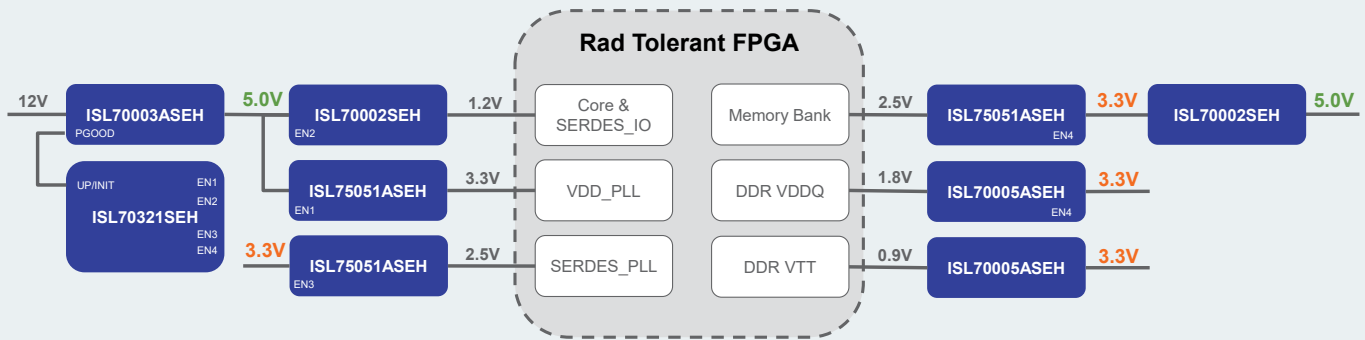 Rad Tolerant FPGA
12V
ISL70003ASEH
PGOOD
5.0V
ISL70002SEH
EN2
1.2V
Core &
SERDES_IO
Memory Bank
2.5V
ISL75051ASEH
EN4
3.3V
ISL70002SEH
5.0V
UP/INIT
ISL70321SEH
EN1
EN2
EN3
EN4
ISL75051ASEH
EN1
3.3V
VDD_PLL
DDR VDDQ
1.8V
ISL70005ASEH
EN4
3.3V
3.3V
ISL75051ASEH
EN3
2.5V
SERDES_PLL
DDR VTT
0.9V
ISL70005ASEH
3.3V